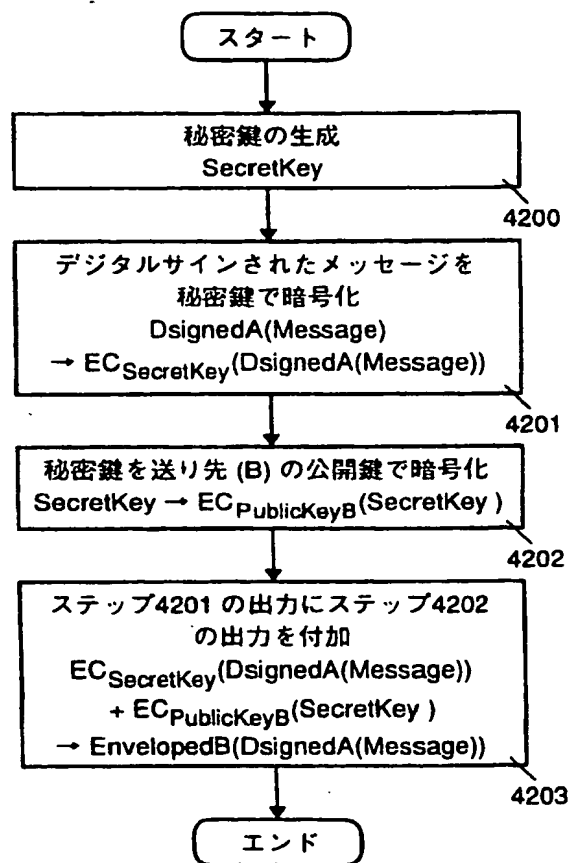 スタート
秘密鍵の生成
SecretKey
4200
デジタルサインされたメッセージを
秘密鍵で暗号化
DsignedA(Message)
→ ECSecretKey(DsignedA(Message))
4201
秘密鍵を送り先 (B) の公開鍵で暗号化
SecretKey → ECPublicKeyB(SecretKey )
4202
ステップ4201 の出力にステップ4202
の出力を付加
ECSecretKey(DsignedA(Message))
+ ECPublicKeyB(SecretKey )
→ EnvelopedB(DsignedA(Message))
4203
エンド